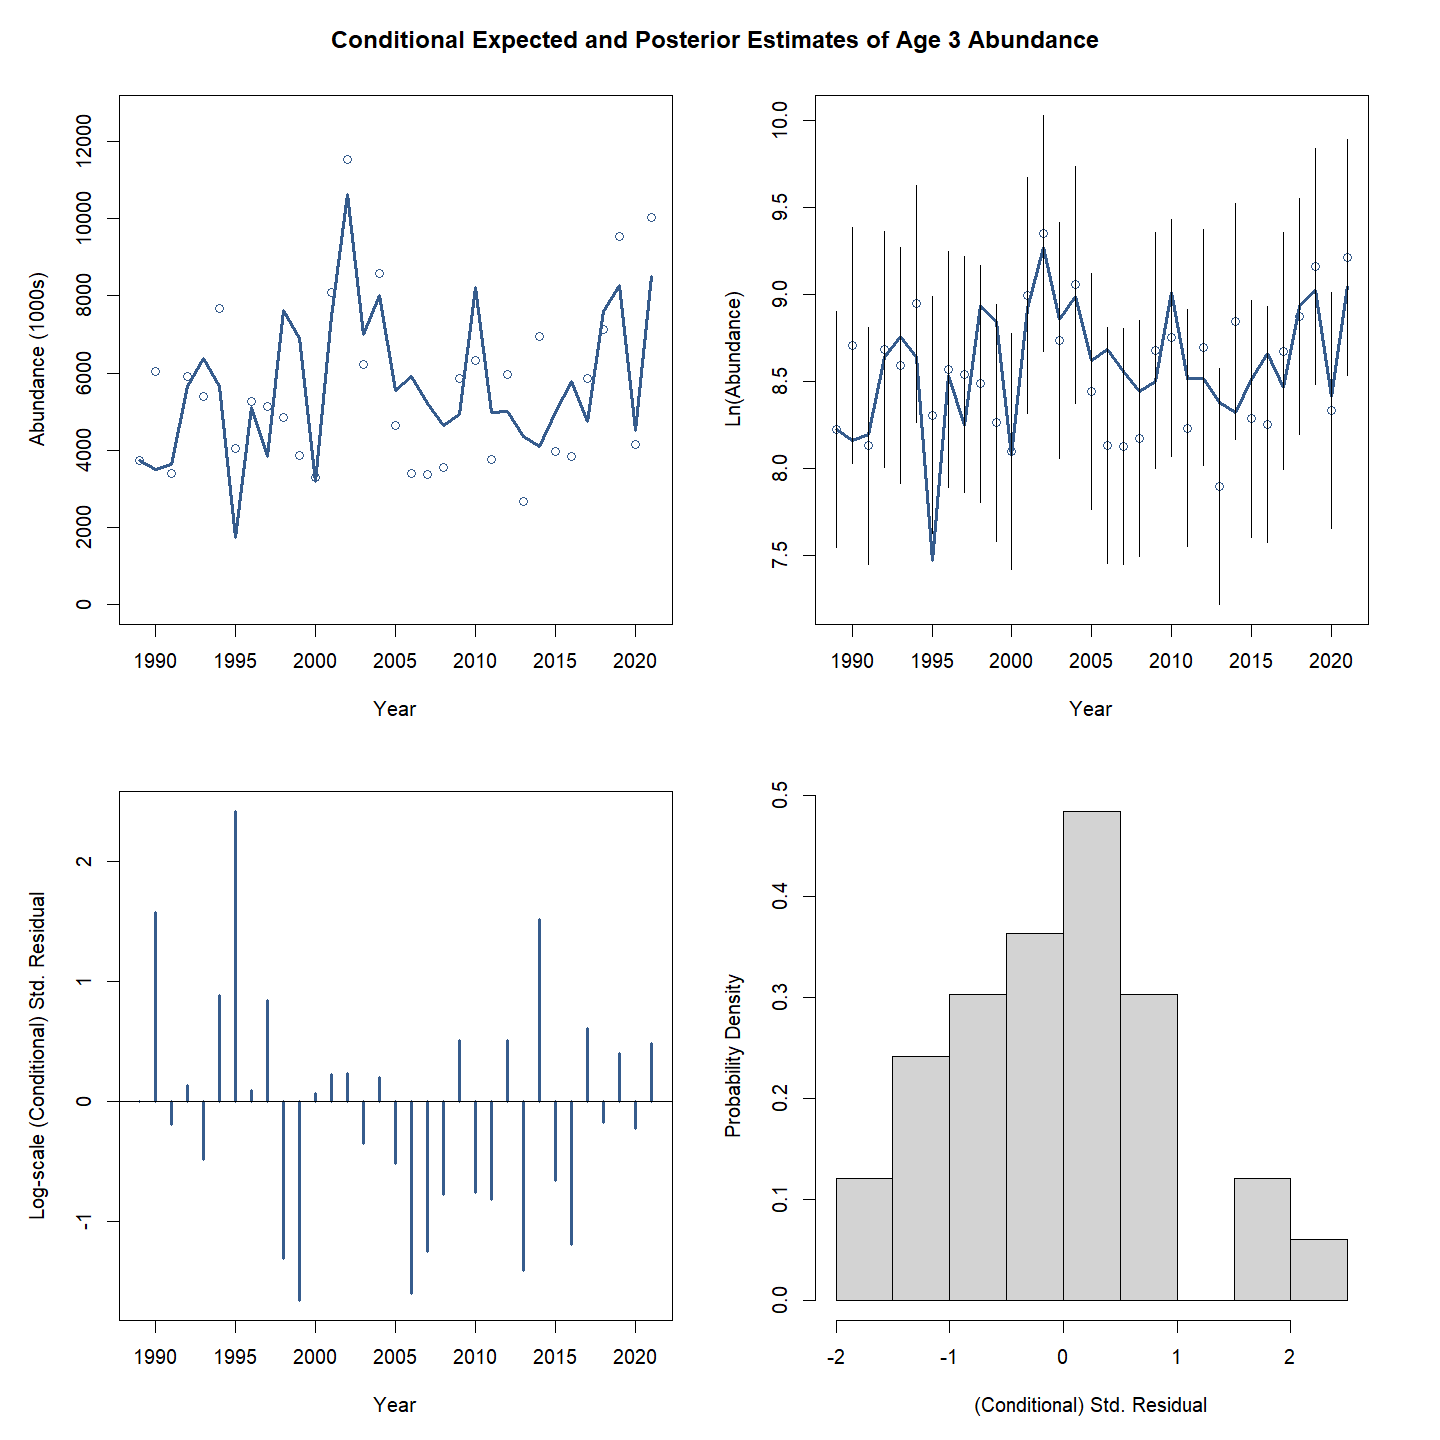 Conditional Expected and Posterior Estimates of Age 3 Abundance
Abundance (1000s)
12000
10000
8000
6000
4000
2000
0
1990 1995 2000 2005 2010 2015 2020
Year
Ln(Abundance)
10.0
9.5
9.0
8.5
8.0
7.5
1990 1995 2000 2005 2010 2015 2020
Year
Log-scale (Conditional) Std. Residual
2
1
0
-1
1990 1995 2000 2005 2010 2015 2020
Year
Probability Density
0.5
0.4
0.3
0.2
0.1
0.0
-2 -1 0 1 2
(Conditional) Std. Residual